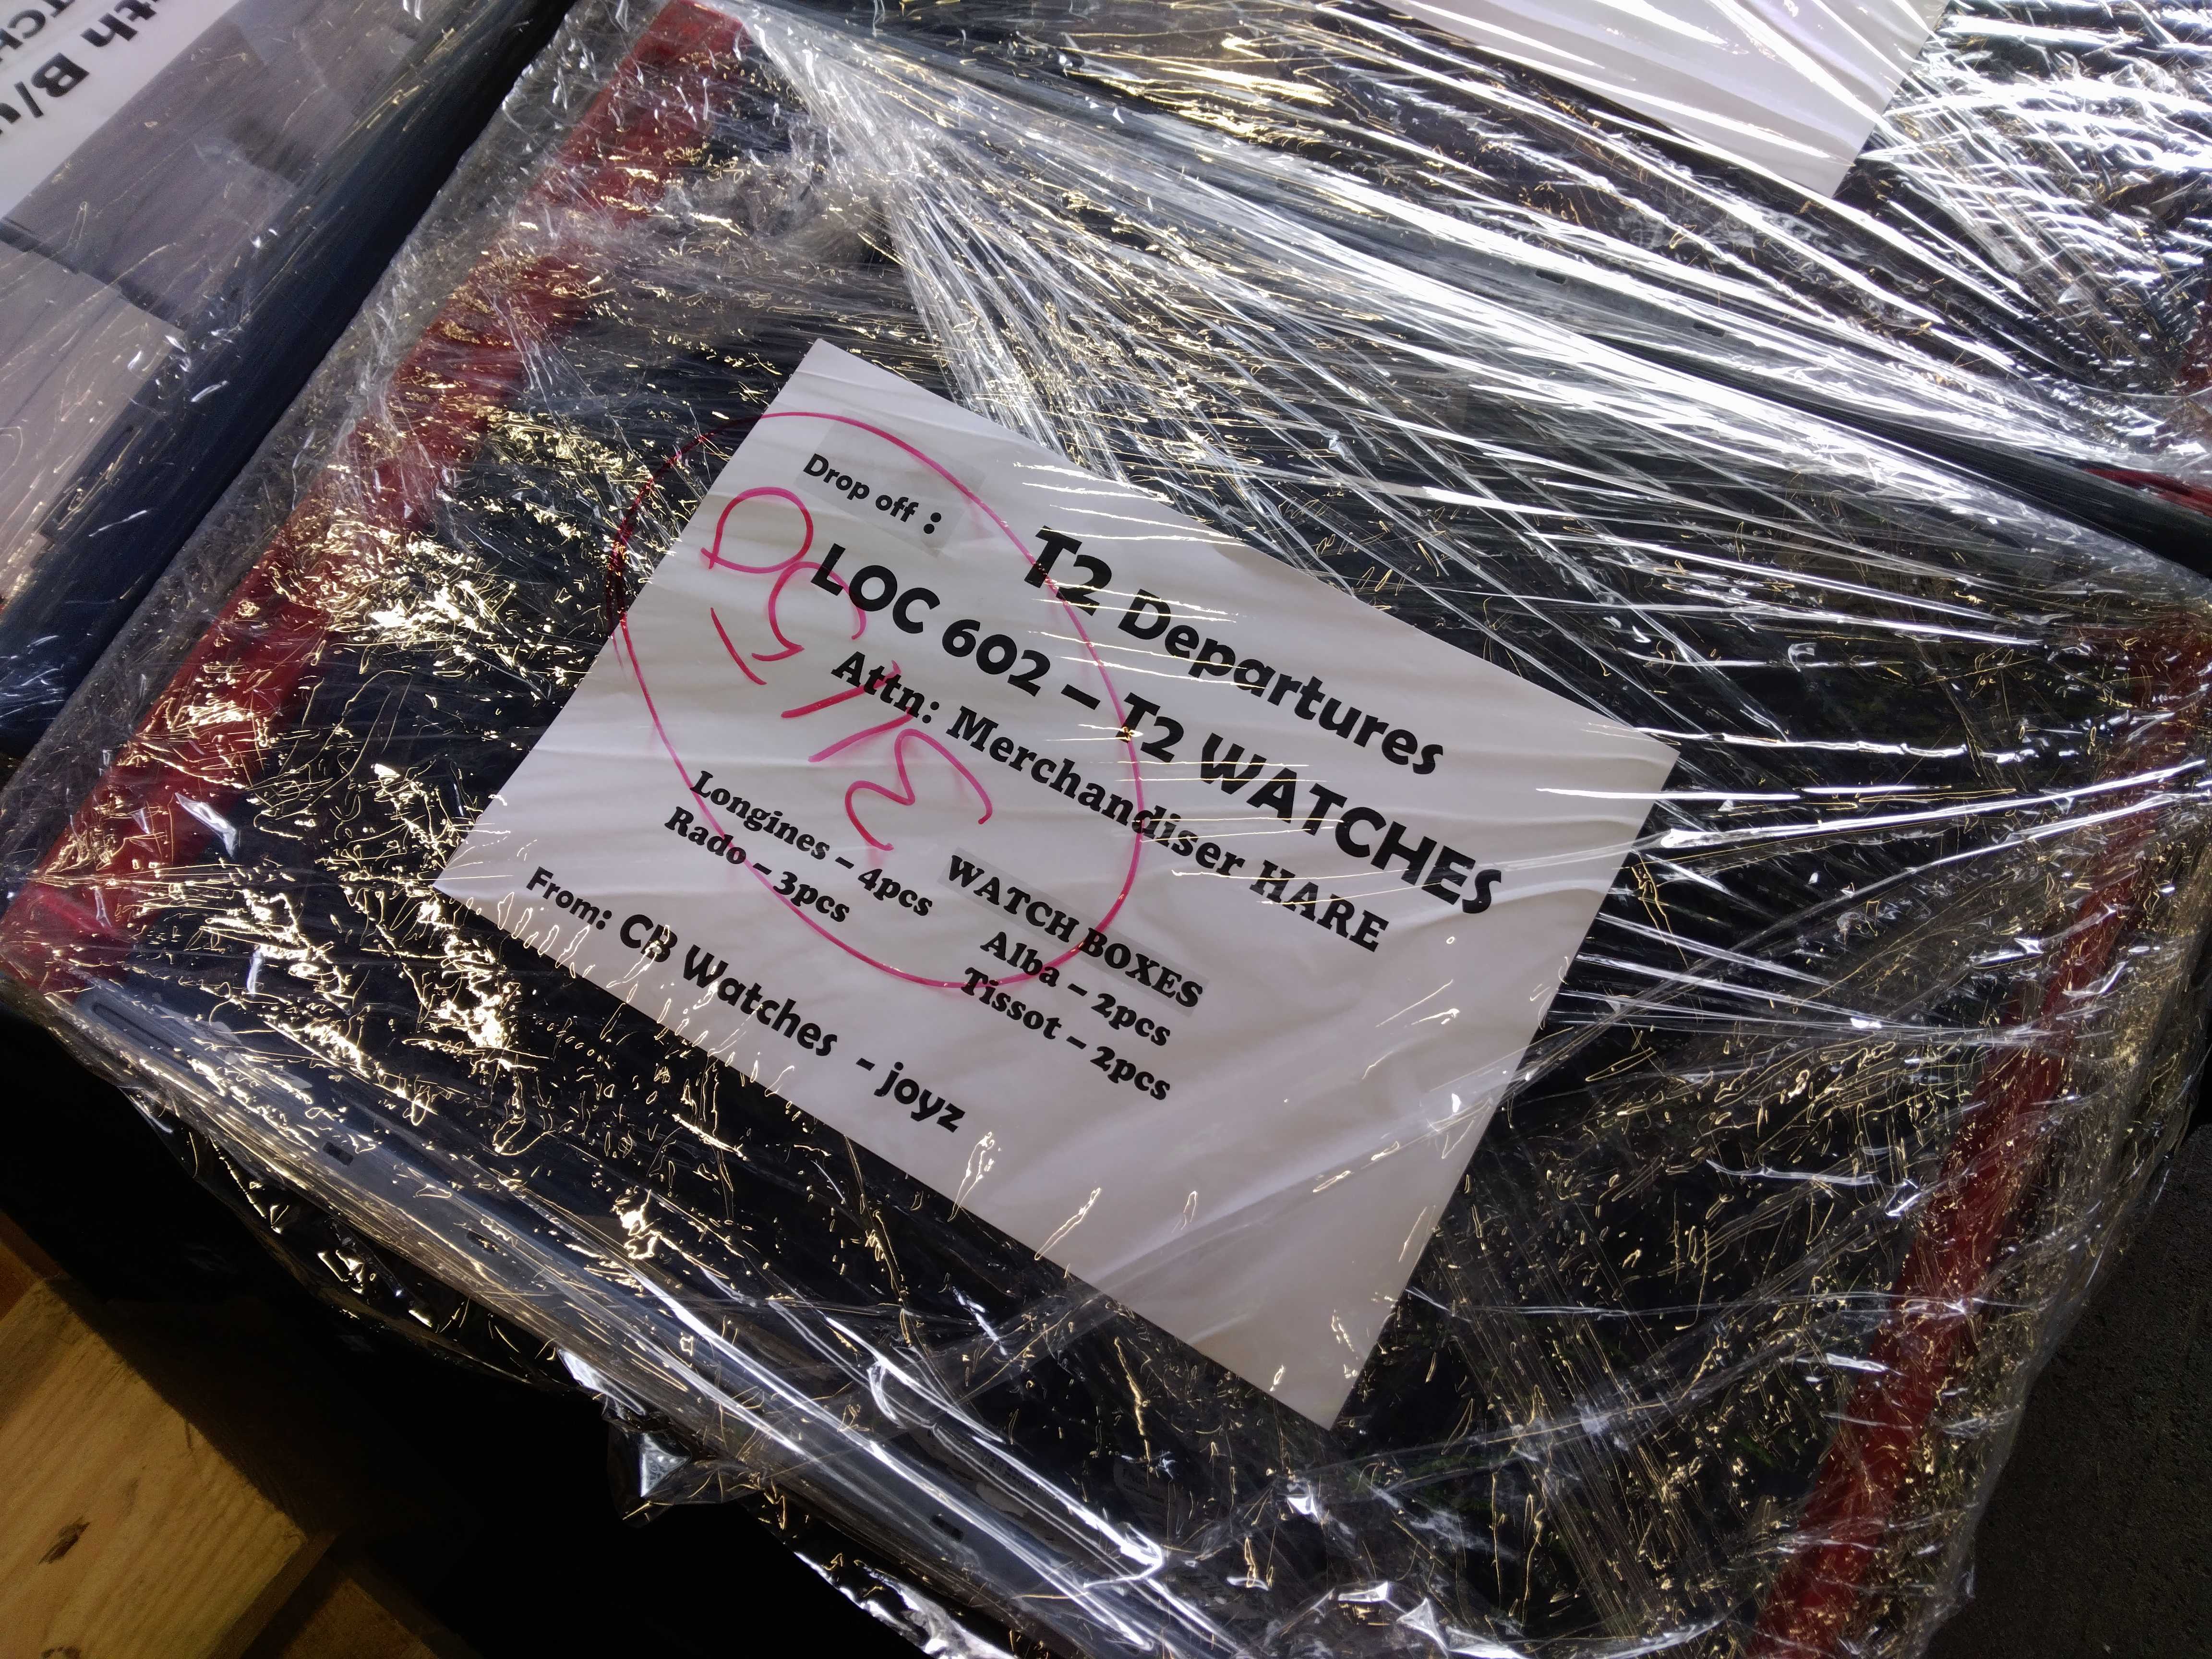 Drop off :
T2 Departures
LOC 602 – T2 WATCHES
Attn: Merchandiser HARE
WATCH BOXES
Longines – 4pcs Alba – 2pcs
Rado – 3pcs Tissot – 2pcs
From: CB Watches - joyz